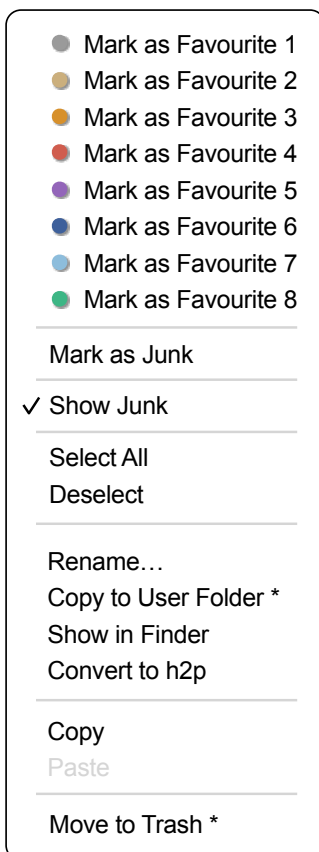 Mark as Favourite 1
Mark as Favourite 2
Mark as Favourite 3
Mark as Favourite 4
Mark as Favourite 5
Mark as Favourite 6
Mark as Favourite 7
Mark as Favourite 8
Mark as Junk
✓ Show Junk
Select All
Deselect
Rename…
Copy to User Folder *
Show in Finder
Convert to h2p
Copy
Paste
Move to Trash *